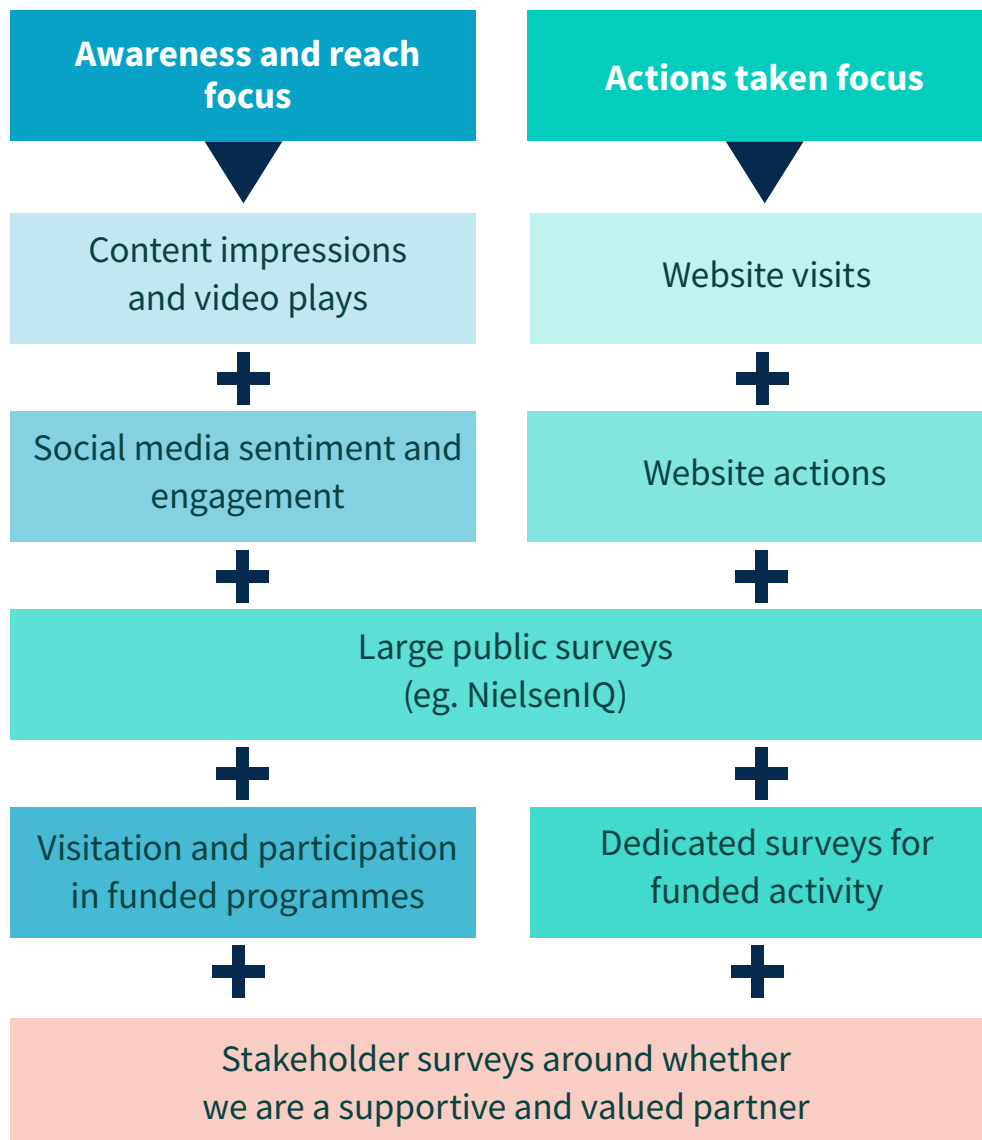 Awareness and reach
focus
Actions taken focus
Content impressions
and video plays
Website visits
Social media sentiment and
engagement
Website actions
Large public surveys
(eg. NielsenIQ)
Visitation and participation
in funded programmes
Dedicated surveys for
funded activity
Stakeholder surveys around whether
we are a supportive and valued partner